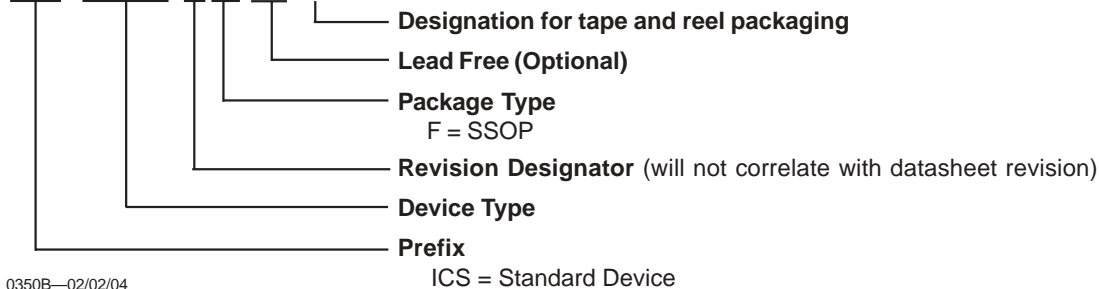 Designation for tape and reel packaging
Lead Free (Optional)
Package Type
F = SSOP
Revision Designator (will not correlate with datasheet revision)
Device Type
Prefix
ICS = Standard Device
0350B—02/02/04